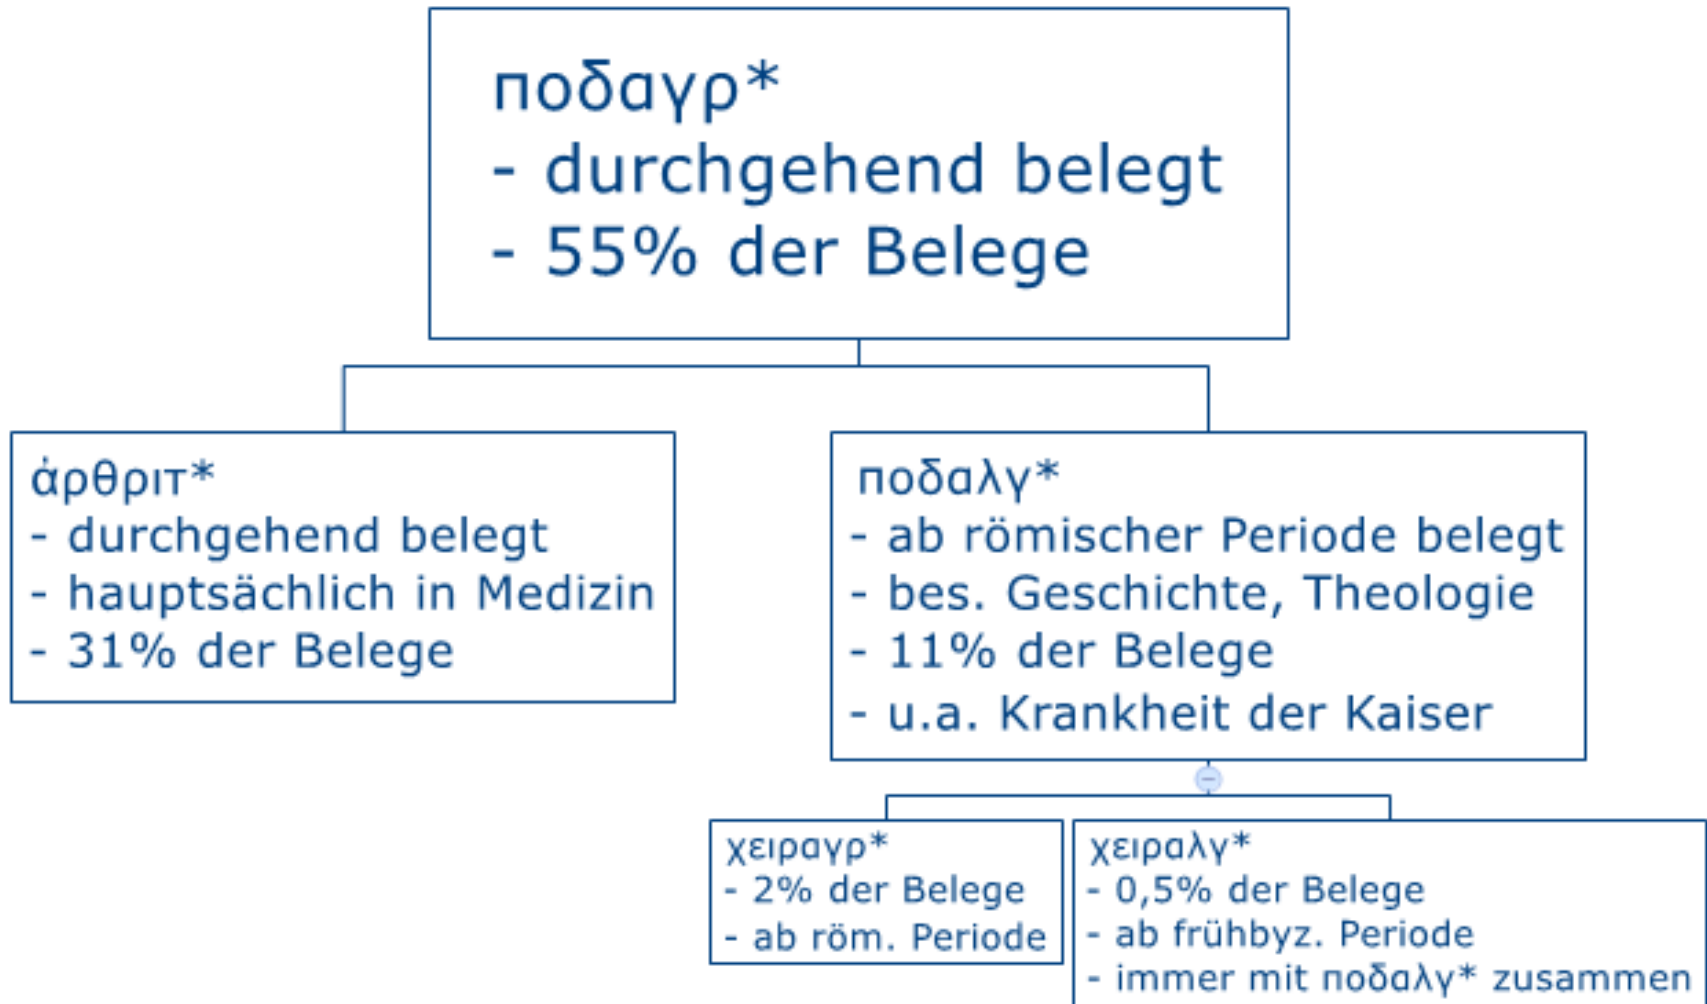 ποδαγρ*
- durchgehend belegt
- 55% der Belege
ἀρθριτ*
- durchgehend belegt
- hauptsächlich in Medizin
- 31% der Belege
ποδαλγ*
- ab römischer Periode belegt
- bes. Geschichte, Theologie
- 11% der Belege
- u.a. Krankheit der Kaiser
χειραγρ*
- 2% der Belege
- ab röm. Periode
χειραλγ*
- 0,5% der Belege
- ab frühbyz. Periode
- immer mit ποδαλγ* zusammen